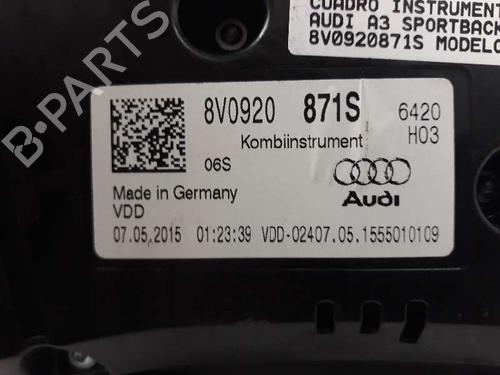 CUADRO INSTRUMENT
AUDI A3 SPORTBACK
8V0920871S MODELO
8V0920 871S 6420
Kombiinstrument H03
06S
Made in Germany
VDD
Audi
07.05.2015 01:23:39 VDD-02407.05.1555010109
B-PARTS